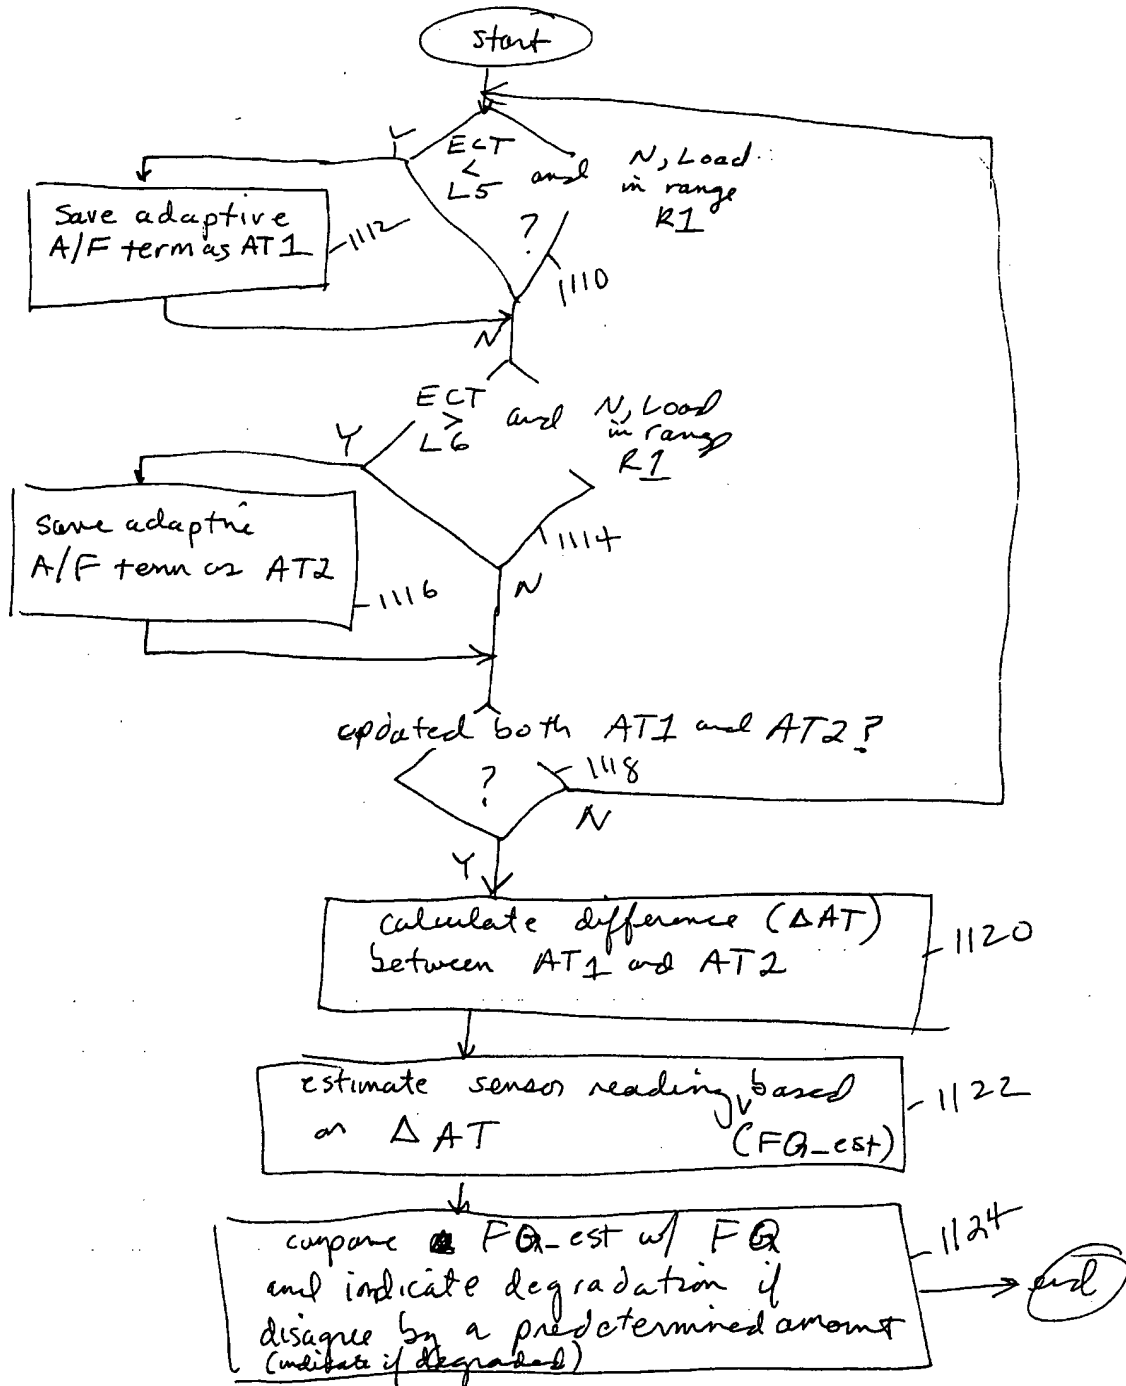 start
Y
ECT
<
L5
and
N, Load
in range
R1
?
1110
Save adaptive
A/F term as AT1
1112
N
ECT
>
L6
and
N, Load
in range
R1
Y
1114
save adaptive
A/F term as AT2
1116
N
updated both AT1 and AT2?
?
1118
N
Y
calculate difference (ΔAT)
between AT1 and AT2
1120
estimate sensor reading based
on ΔAT
(FQ_est)
1122
compare FQ_est w/ FQ
and indicate degradation if
disagree by a predetermined amount
(indicate if degraded)
1124
end